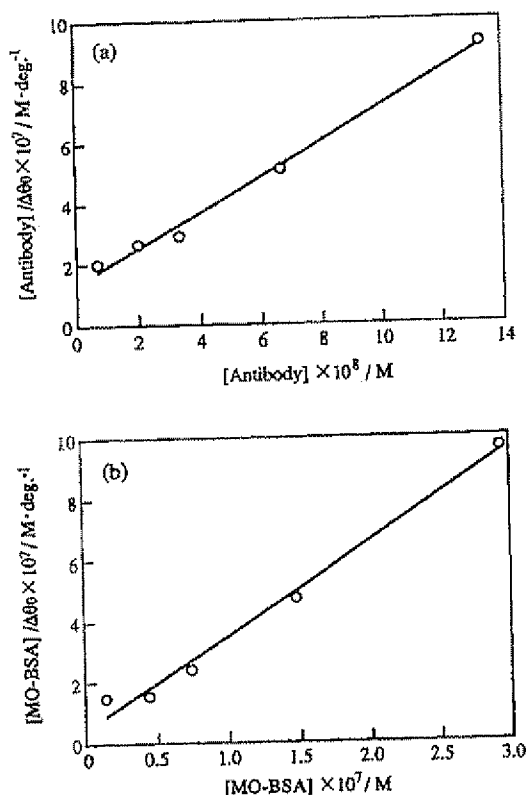 (a)
[Antibody] /Δθ₀×10⁷/ M·deg.⁻¹
10
8
6
4
2
0
0 2 4 6 8 10 12 14
[Antibody] ×10⁸ / M
(b)
[MO-BSA] /Δθ₀×10⁷/ M·deg.⁻¹
10
8
6
4
2
0
0 0.5 1.0 1.5 2.0 2.5 3.0
[MO-BSA] ×10⁷/ M